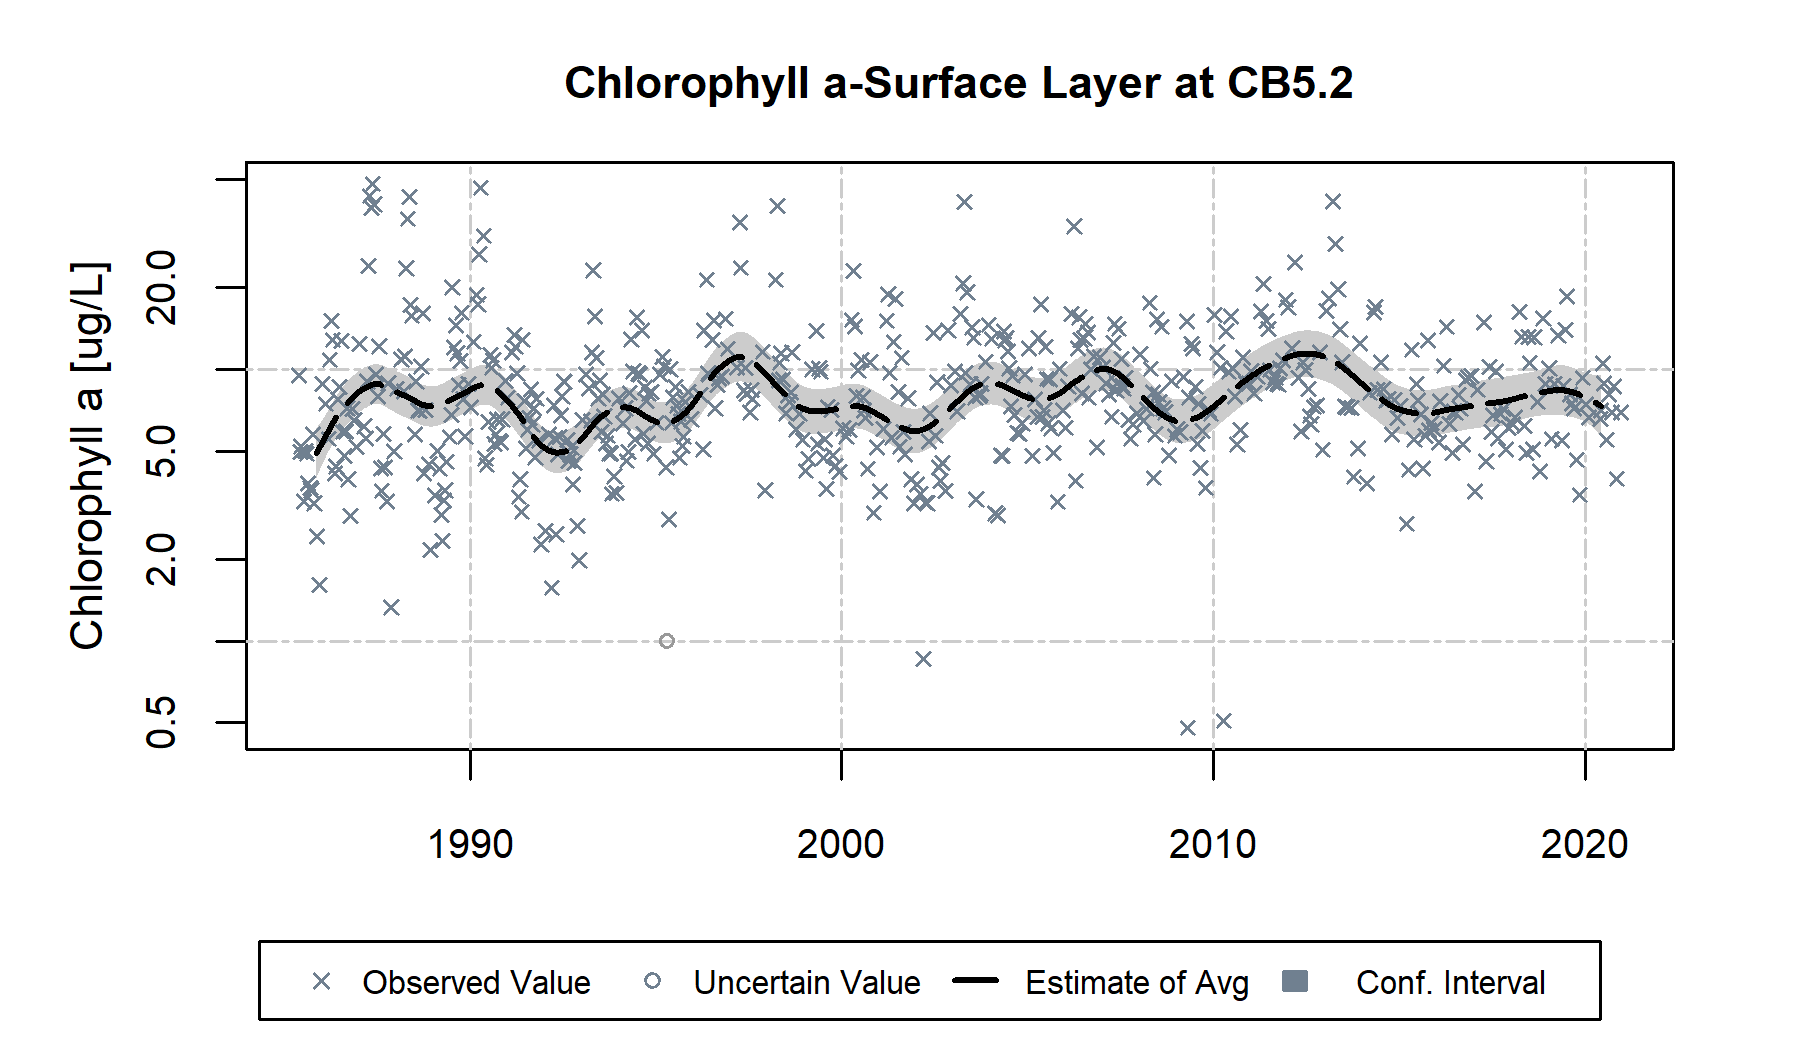 Chlorophyll a-Surface Layer at CB5.2
Chlorophyll a [ug/L]
20.0
5.0
2.0
0.5
1990
2000
2010
2020
Observed Value
Uncertain Value
Estimate of Avg
Conf. Interval